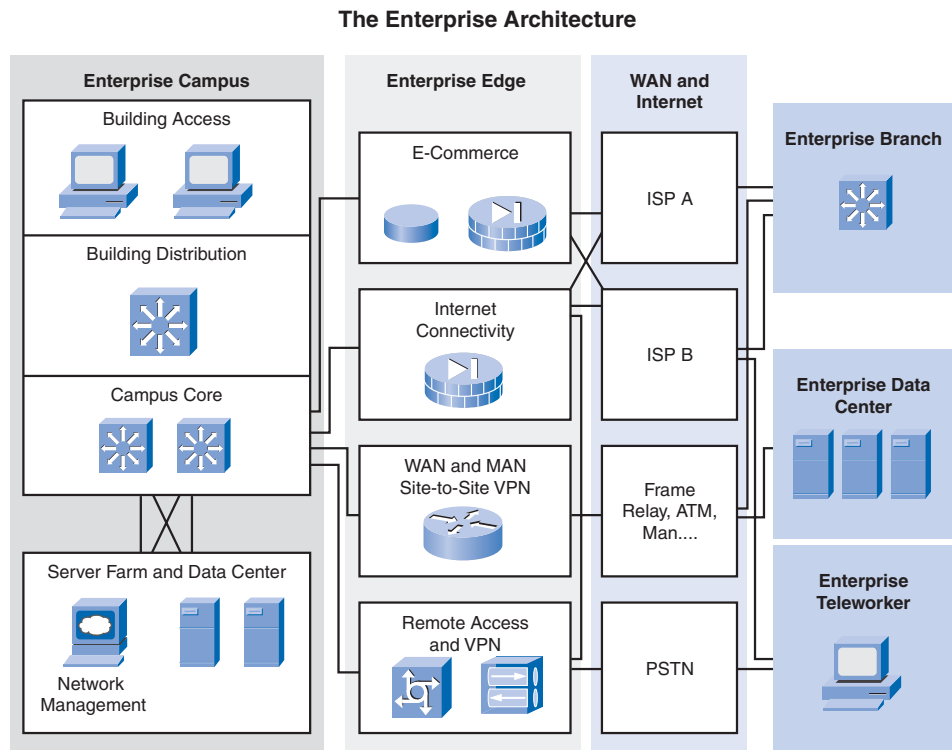 The Enterprise Architecture
Enterprise Campus
Building Access
Building Distribution
Campus Core
Server Farm and Data Center
Network
Management
Enterprise Edge
E-Commerce
Internet
Connectivity
WAN and MAN
Site-to-Site VPN
Remote Access
and VPN
WAN and
Internet
ISP A
ISP B
Frame
Relay, ATM,
Man....
PSTN
Enterprise Branch
Enterprise Data
Center
Enterprise
Teleworker